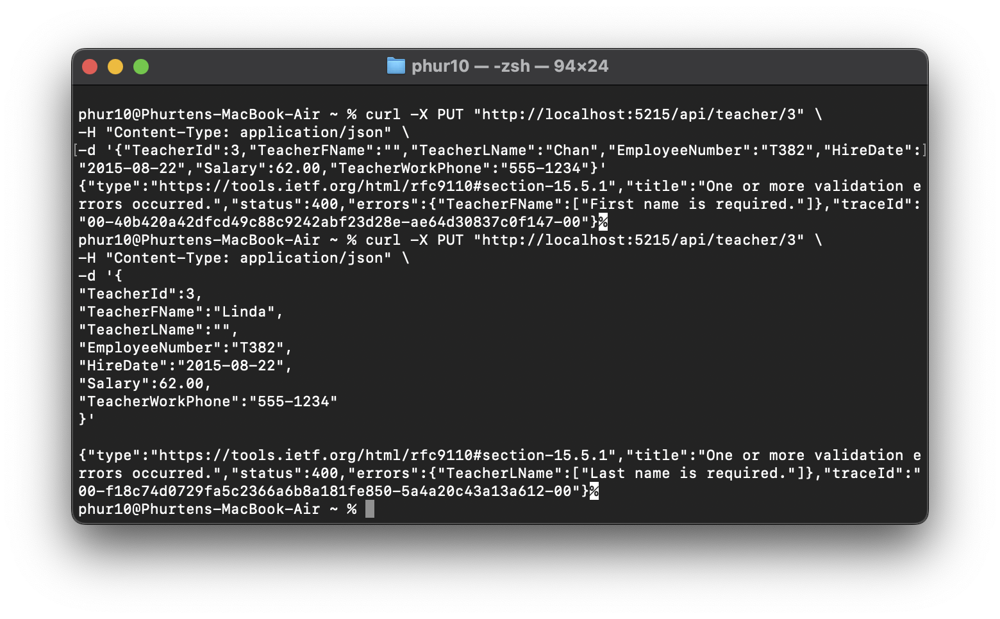 phur10 — -zsh — 94×24
phur10@Phurtens-MacBook-Air ~ % curl -X PUT "http://localhost:5215/api/teacher/3" \
-H "Content-Type: application/json" \
[-d '{"TeacherId":3,"TeacherFName":"","TeacherLName":"Chan","EmployeeNumber":"T382","HireDate":]
"2015-08-22","Salary":62.00,"TeacherWorkPhone":"555-1234"}'
{"type":"https://tools.ietf.org/html/rfc9110#section-15.5.1","title":"One or more validation e
rrors occurred.","status":400,"errors":{"TeacherFName":["First name is required."]},"traceId":
"00-40b420a42dfcd49c88c9242abf23d28e-ae64d30837c0f147-00"}%
phur10@Phurtens-MacBook-Air ~ % curl -X PUT "http://localhost:5215/api/teacher/3" \
-H "Content-Type: application/json" \
-d '{
"TeacherId":3,
"TeacherFName":"Linda",
"TeacherLName":"",
"EmployeeNumber":"T382",
"HireDate":"2015-08-22",
"Salary":62.00,
"TeacherWorkPhone":"555-1234"
}'
{"type":"https://tools.ietf.org/html/rfc9110#section-15.5.1","title":"One or more validation e
rrors occurred.","status":400,"errors":{"TeacherLName":["Last name is required."]},"traceId":"
00-f18c74d0729fa5c2366a6b8a181fe850-5a4a20c43a13a612-00"}%
phur10@Phurtens-MacBook-Air ~ %